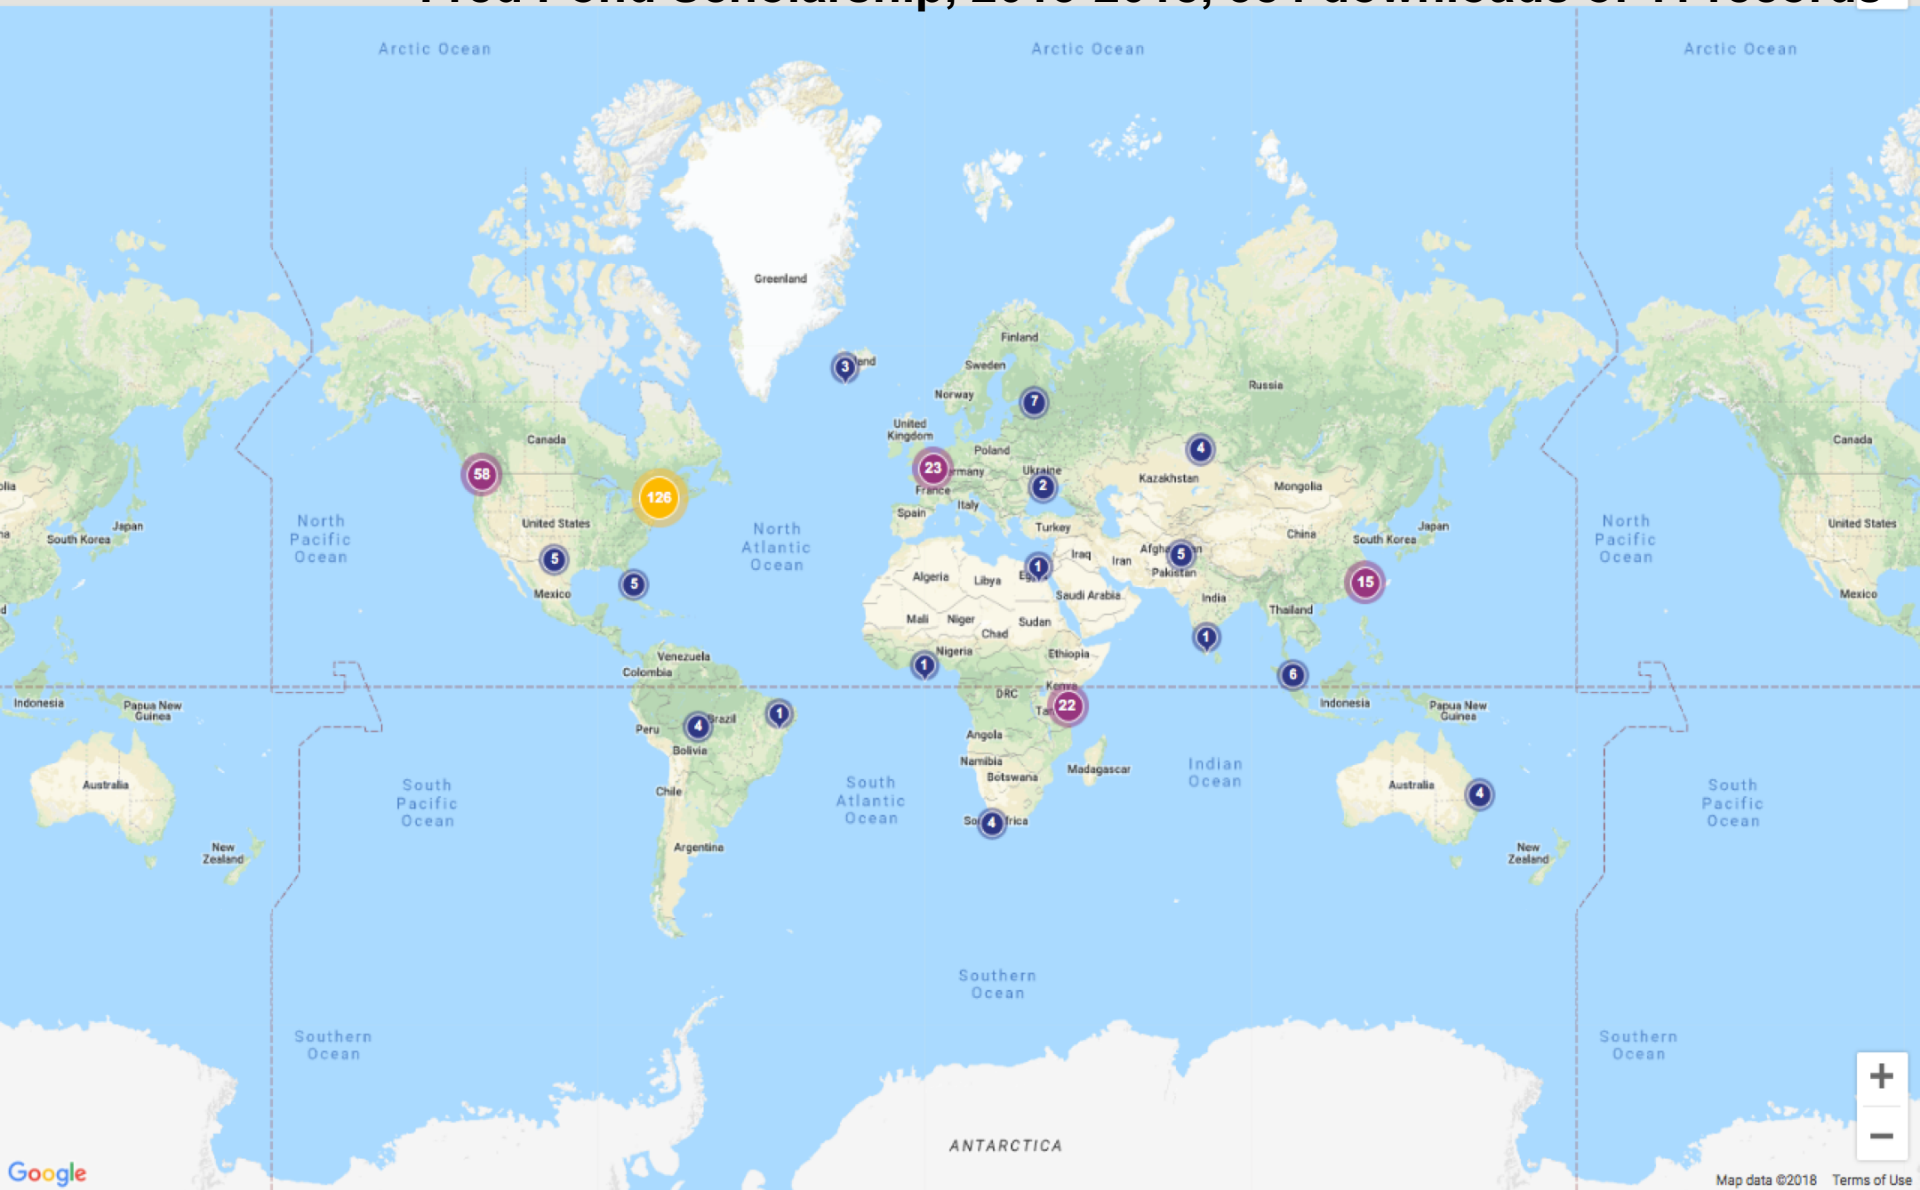 Arctic Ocean
Arctic Ocean
Arctic Ocean
Greenland
Finland
3
Sweden
Russia
Norway
7
United
Kingdom
Canada
Canada
4
Poland
58
23
Ukraine
France
Kazakhstan
2
Mongolia
126
Spain
Italy
North
Pacific
Ocean
United States
North
Atlantic
Ocean
Turkey
China
Japan
South Korea
Japan
South Korea
North
Pacific
Ocean
United States
5
5
1
Iraq
Iran
5
Pakistan
15
Mexico
Algeria
Libya
Saudi Arabia
India
Thailand
Mexico
Mali
Niger
Chad
Sudan
1
Venezuela
Colombia
1
Nigeria
Ethiopia
6
Indonesia
Papua New
Guinea
DRC
Kenya
22
Indonesia
Papua New
Guinea
Peru
4
Brazil
1
Bolivia
Angola
Namibia
Botswana
Madagascar
Indian
Ocean
Australia
South
Pacific
Ocean
Chile
South
Atlantic
Ocean
4
Australia
4
South
Pacific
Ocean
New
Zealand
Argentina
New
Zealand
Southern
Ocean
Southern
Ocean
Southern
Ocean
ANTARCTICA
+
−
Google
Map data ©2018 Terms of Use